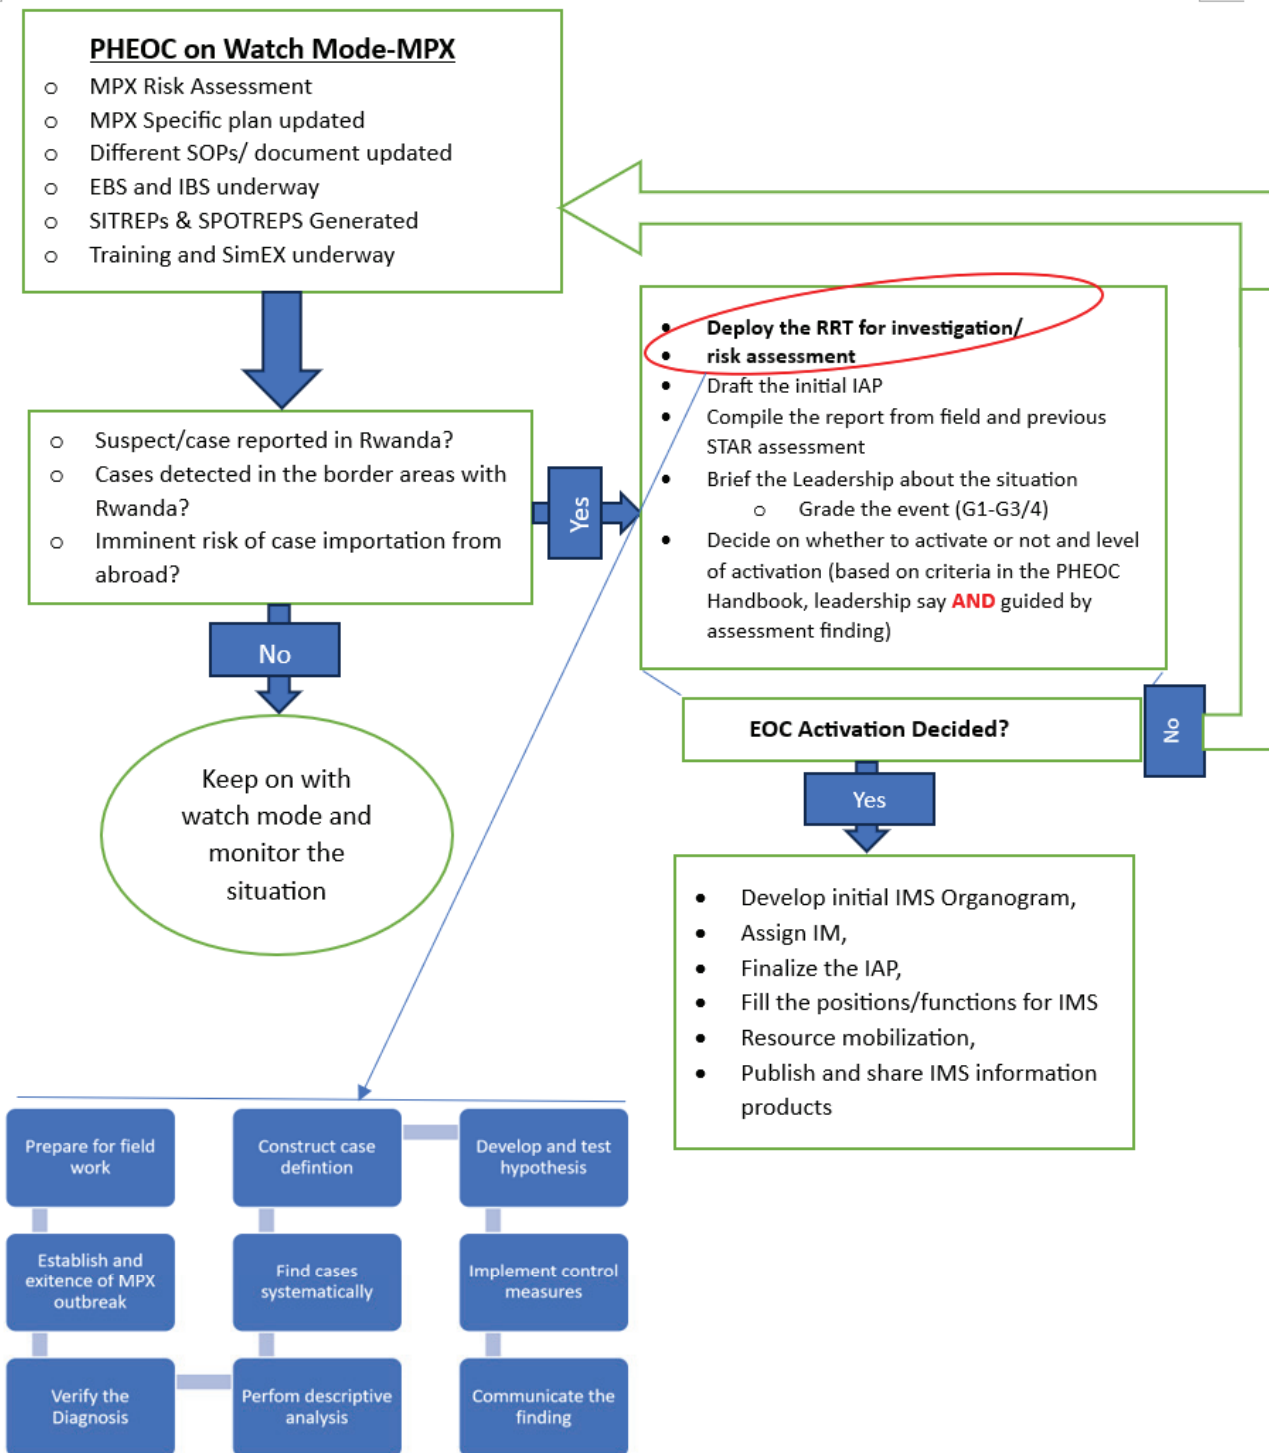 PHEOC on Watch Mode-MPX
o MPX Risk Assessment
o MPX Specific plan updated
o Different SOPs/ document updated
o EBS and IBS underway
o SITREPs & SPOTREPS Generated
o Training and SimEX underway
o Suspect/case reported in Rwanda?
o Cases detected in the border areas with
Rwanda?
o Imminent risk of case importation from
abroad?
Yes
No
Keep on with
watch mode and
monitor the
situation
• Deploy the RRT for investigation/
• risk assessment
• Draft the initial IAP
• Compile the report from field and previous
STAR assessment
• Brief the Leadership about the situation
o Grade the event (G1-G3/4)
• Decide on whether to activate or not and level
of activation (based on criteria in the PHEOC
Handbook, leadership say AND guided by
assessment finding)
EOC Activation Decided?
No
Yes
• Develop initial IMS Organogram,
• Assign IM,
• Finalize the IAP,
• Fill the positions/functions for IMS
• Resource mobilization,
• Publish and share IMS information
products
Prepare for field
work
Establish and
exitence of MPX
outbreak
Verify the
Diagnosis
Perfom descriptive
analysis
Find cases
systematically
Construct case
defintion
Develop and test
hypothesis
Implement control
measures
Communicate the
finding